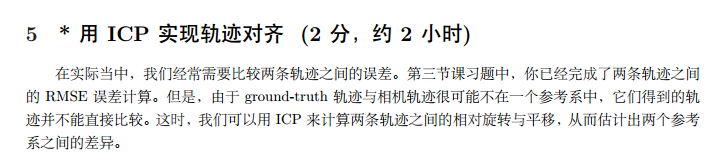 5 * 用 ICP 实现轨迹对齐 (2 分，约 2 小时)
在实际当中，我们经常需要比较两条轨迹之间的误差。第三节课习题中，你已经完成了两条轨迹之间
的 RMSE 误差计算。但是，由于 ground-truth 轨迹与相机轨迹很可能不在一个参考系中，它们得到的轨
迹并不能直接比较。这时，我们可以用 ICP 来计算两条轨迹之间的相对旋转与平移，从而估计出两个参考
系之间的差异。